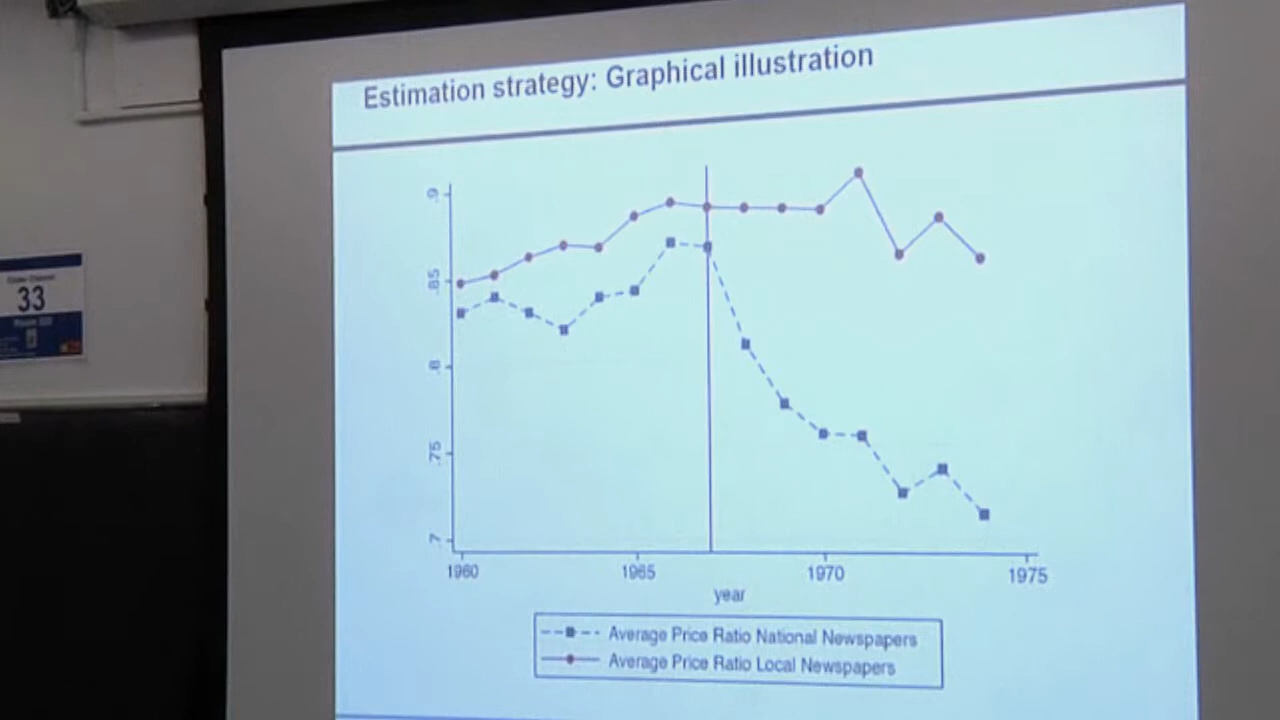 Estimation strategy: Graphical illustration
.9
.85
.8
.75
.7
1960 1965 1970 1975
year
Average Price Ratio National Newspapers
Average Price Ratio Local Newspapers
33